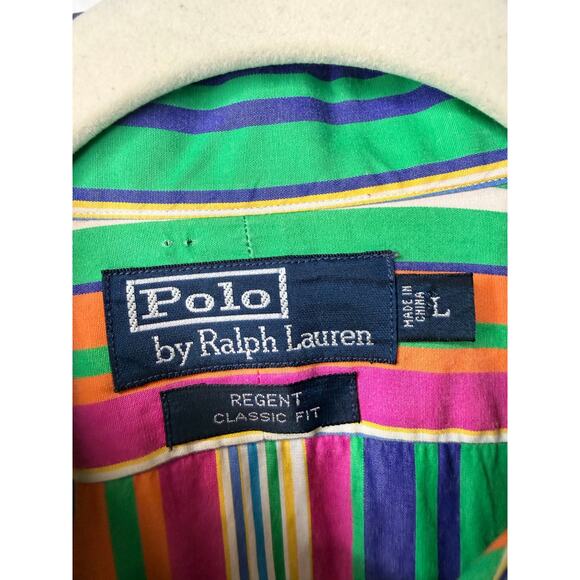 Polo
by Ralph Lauren
MADE IN
CHINA
L
REGENT
CLASSIC FIT